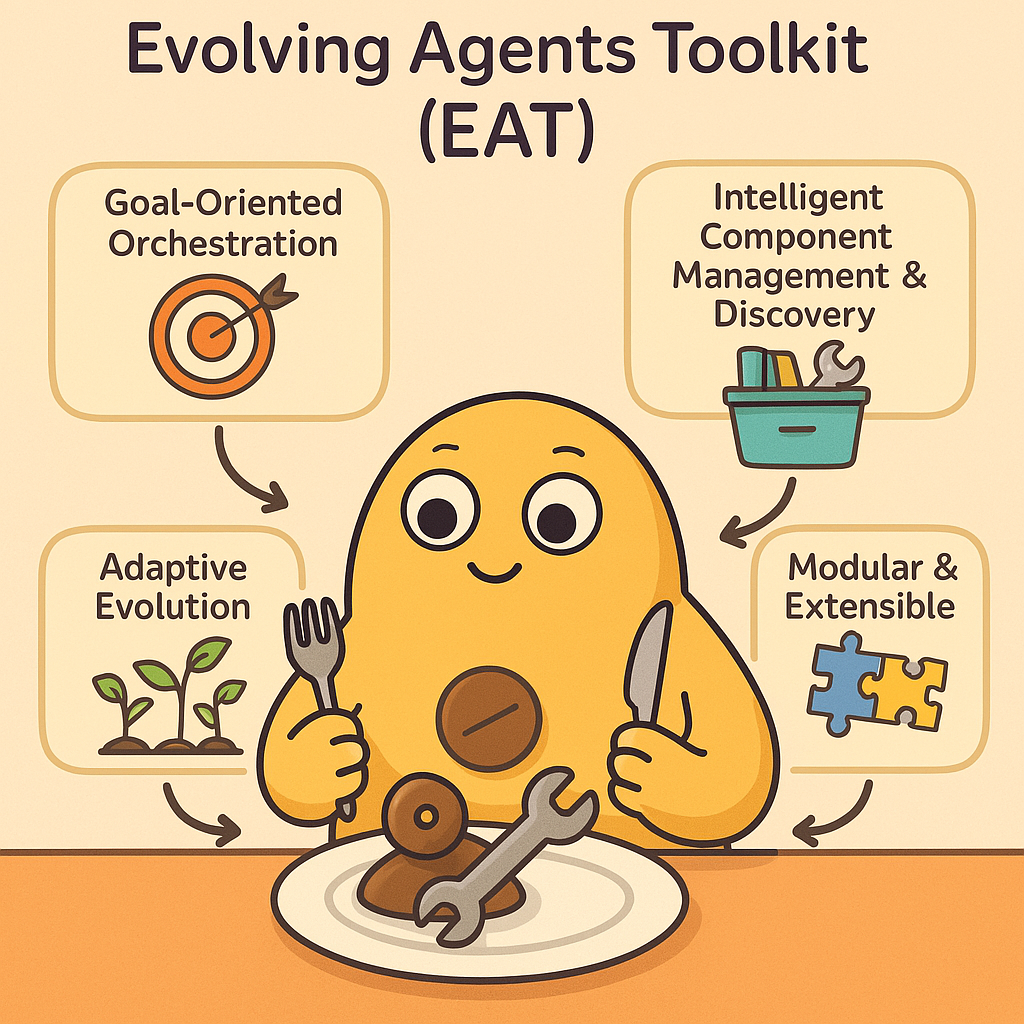 Evolving Agents Toolkit
(EAT)
Goal-Oriented
Orchestration
Intelligent
Component
Management &
Discovery
Adaptive
Evolution
Modular &
Extensible